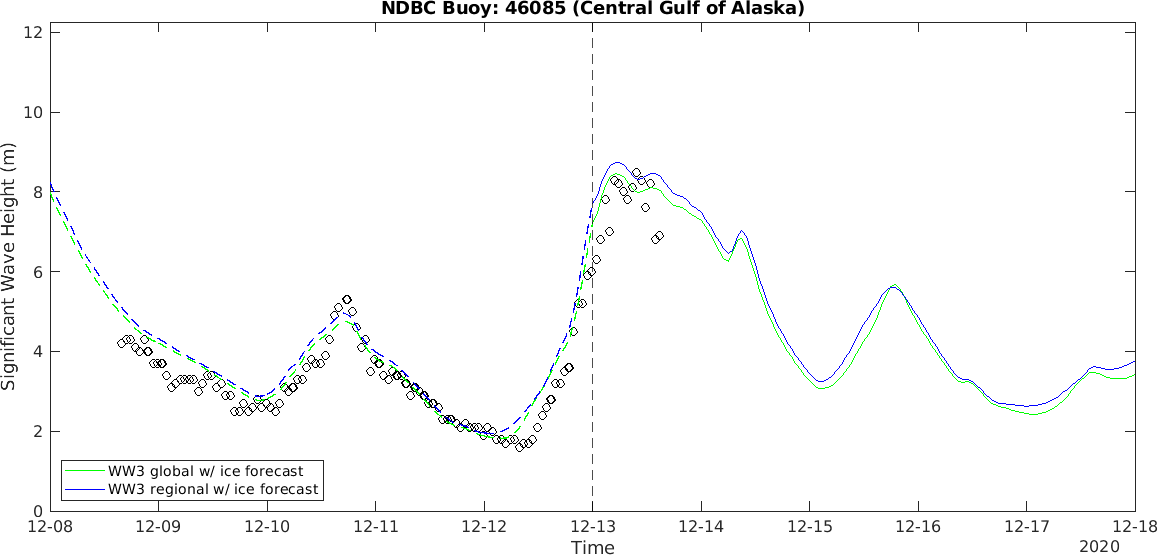 NDBC Buoy: 46085 (Central Gulf of Alaska)
Significant Wave Height (m)
12
10
8
6
4
2
0
WW3 global w/ ice forecast
WW3 regional w/ ice forecast
12-08 12-09 12-10 12-11 12-12 12-13 12-14 12-15 12-16 12-17 12-18
Time
2020